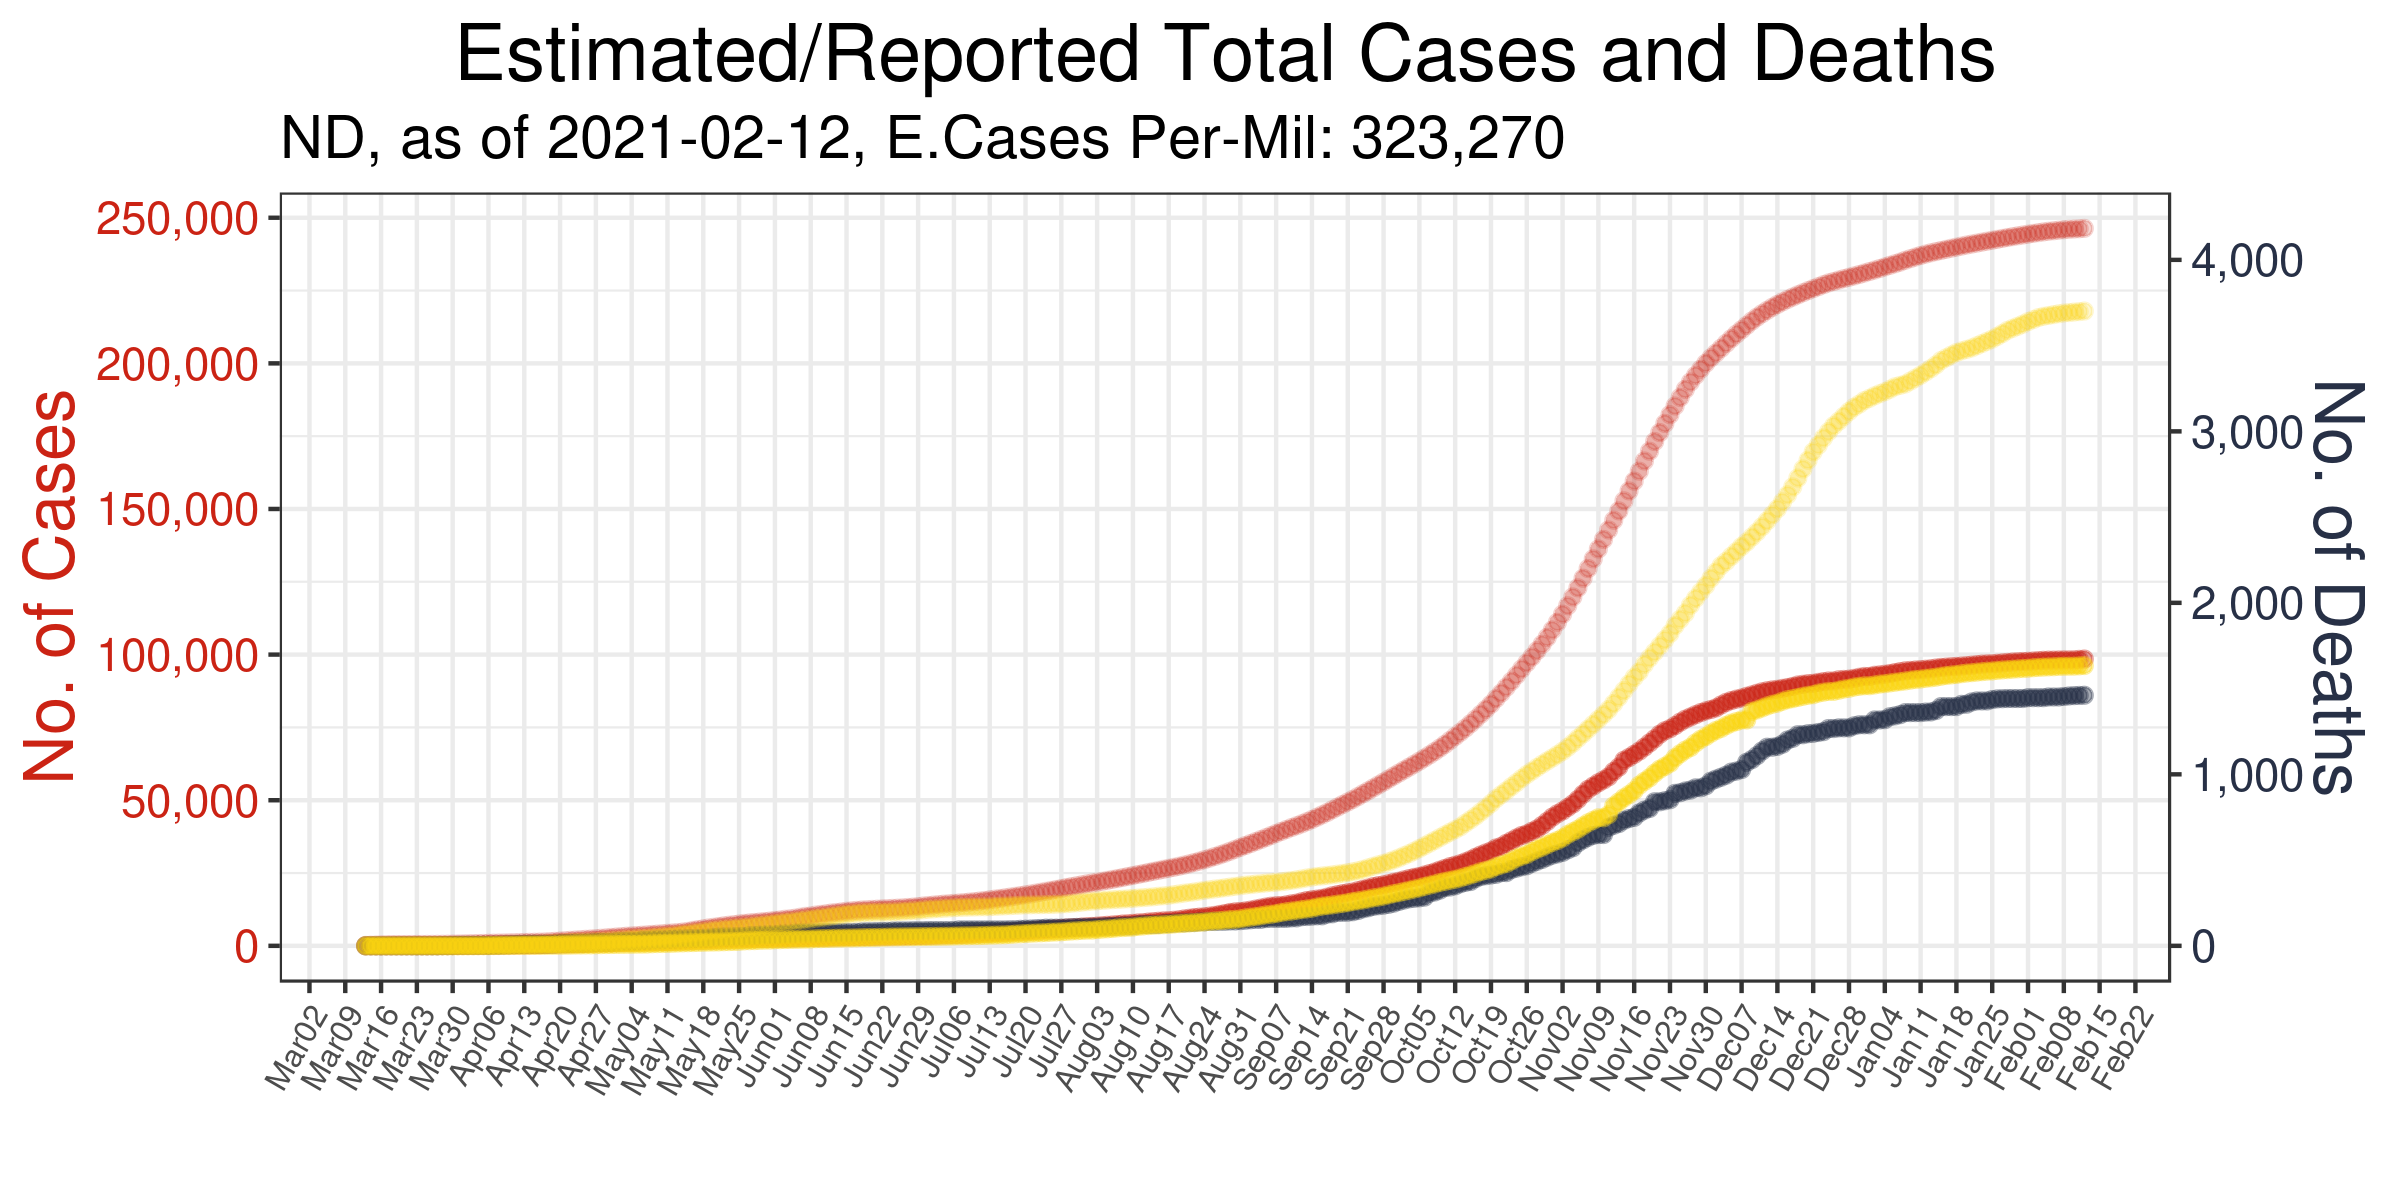 Estimated/Reported Total Cases and Deaths
ND, as of 2021-02-12, E.Cases Per-Mil: 323,270
No. of Cases
250,000
200,000
150,000
100,000
50,000
0
4,000
3,000
2,000
1,000
0
No. of Deaths
Mar02 Mar09 Mar16 Mar23 Mar30 Apr06 Apr13 Apr20 Apr27 May04 May11 May18 May25 Jun01 Jun08 Jun15 Jun22 Jun29 Jul06 Jul13 Jul20 Jul27 Aug03 Aug10 Aug17 Aug24 Aug31 Sep07 Sep14 Sep21 Sep28 Oct05 Oct12 Oct19 Oct26 Nov02 Nov09 Nov16 Nov23 Nov30 Dec07 Dec14 Dec21 Dec28 Jan04 Jan11 Jan18 Jan25 Feb01 Feb08 Feb15 Feb22